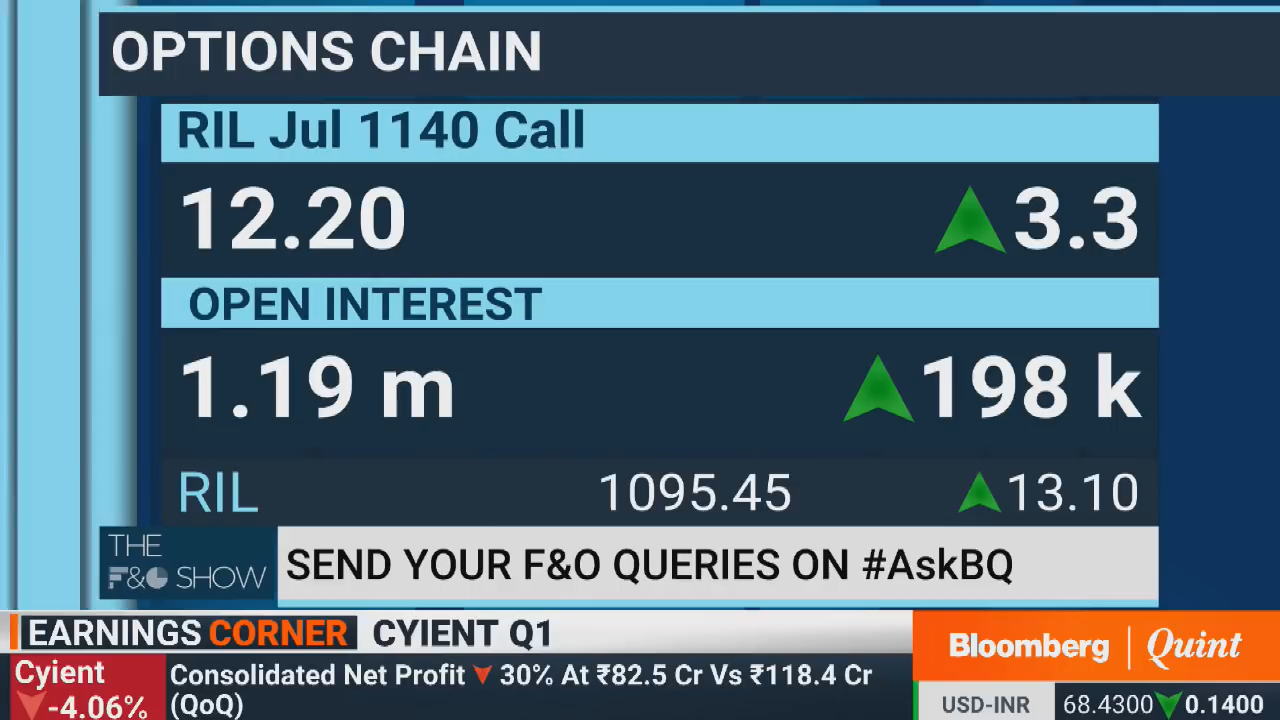 OPTIONS CHAIN
RIL Jul 1140 Call
12.20 3.3
OPEN INTEREST
1.19 m 198 k
RIL 1095.45 13.10
THE
F&O SHOW
SEND YOUR F&O QUERIES ON #AskBQ
EARNINGS CORNER CYIENT Q1
Cyient
-4.06%
Consolidated Net Profit 30% At ₹82.5 Cr Vs ₹118.4 Cr
(QoQ)
Bloomberg | Quint
USD-INR 68.4300 0.1400